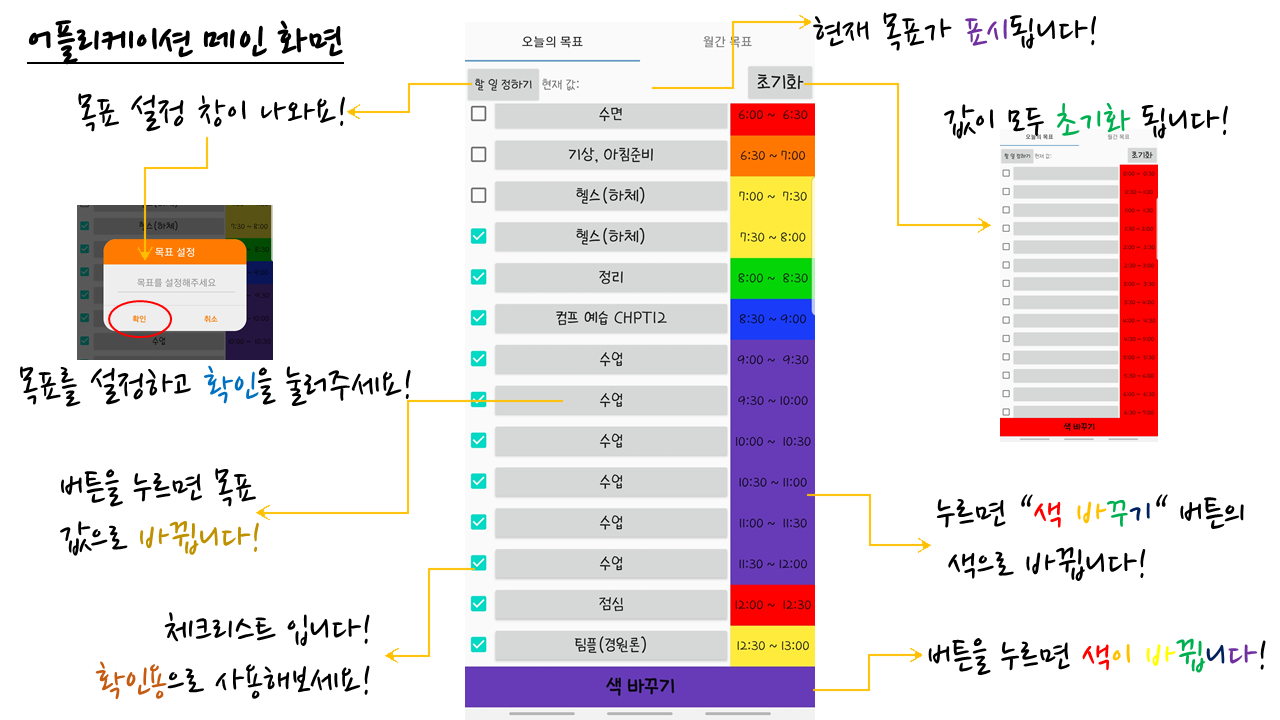 어플리케이션 메인 화면
현재 목표가 표시됩니다!
목표 설정 창이 나와요!
값이 모두 초기화 됩니다!
오늘의 목표
월간 목표
할 일 정하기
현재 값:
초기화
수면
6:00 ~ 6:30
기상, 아침준비
6:30 ~ 7:00
헬스(하체)
7:00 ~ 7:30
헬스(하체)
7:30 ~ 8:00
정리
8:00 ~ 8:30
컴프 예습 CHPT12
8:30 ~ 9:00
수업
9:00 ~ 9:30
수업
9:30 ~ 10:00
수업
10:00 ~ 10:30
수업
10:30 ~ 11:00
수업
11:00 ~ 11:30
수업
11:30 ~ 12:00
점심
12:00 ~ 12:30
팀플(경원론)
12:30 ~ 13:00
색 바꾸기
헬스(하체)
7:30 ~ 8:00
목표 설정
목표를 설정해주세요
확인
취소
수업
목표를 설정하고 확인을 눌러주세요!
버튼을 누르면 목표
값으로 바뀝니다!
체크리스트 입니다!
확인용으로 사용해보세요!
오늘의 목표
월간 목표
할 일 정하기
현재 값:
초기화
색 바꾸기
누르면 “색 바꾸기“ 버튼의
색으로 바뀝니다!
버튼을 누르면 색이 바뀝니다!